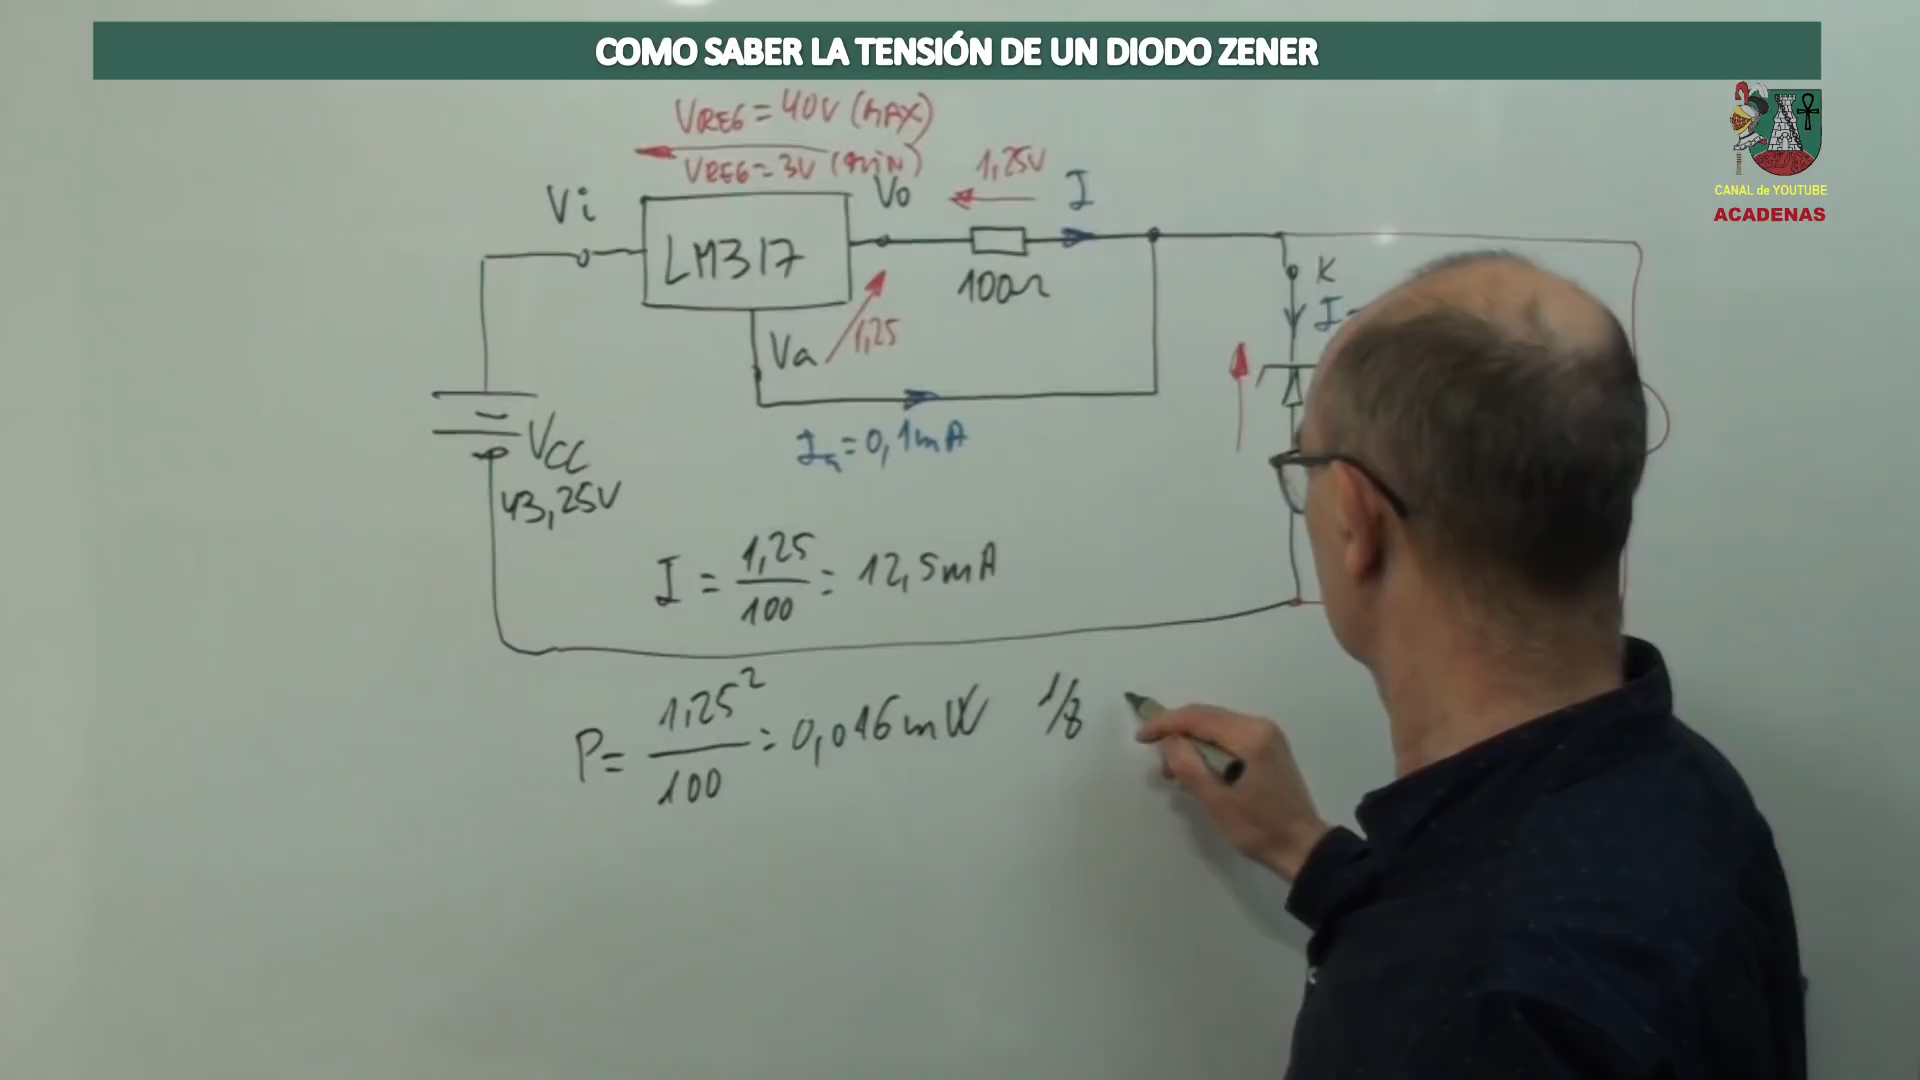 COMO SABER LA TENSIÓN DE UN DIODO ZENER
CANAL de YOUTUBE
ACADENAS
VREG = 40V (MAX)
VREG = 3V (min)
1,25V
Vi
Vo
I
LM317
100Ω
K
Va
1,25
Ia = 0,1mA
VCC
43,25V
I = 1,25 / 100 = 12,5mA
P = 1,25² / 100 = 0,016mW 1/8